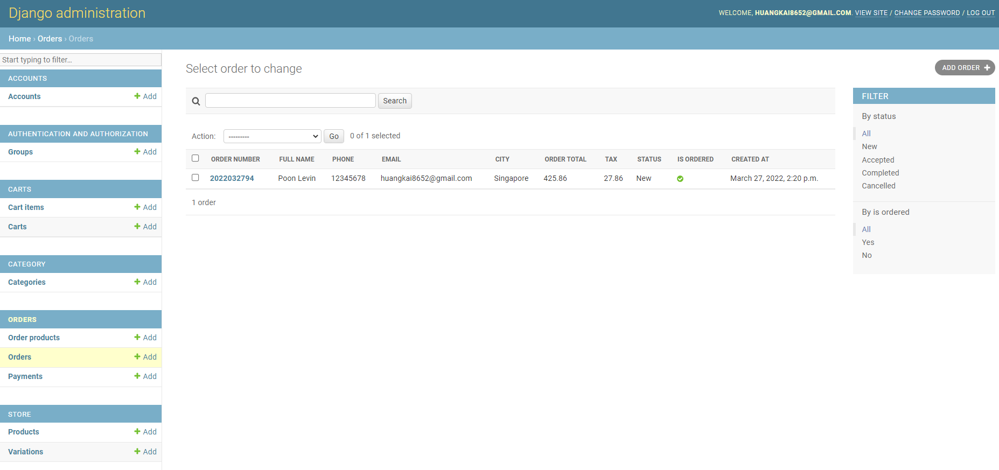 Django administration
WELCOME, HUANGKAI8652@GMAIL.COM. VIEW SITE / CHANGE PASSWORD / LOG OUT
Home › Orders › Orders
Start typing to filter...
ACCOUNTS
Accounts + Add
AUTHENTICATION AND AUTHORIZATION
Groups + Add
CARTS
Cart items + Add
Carts + Add
CATEGORY
Categories + Add
ORDERS
Order products + Add
Orders + Add
Payments + Add
STORE
Products + Add
Variations + Add
Select order to change
ADD ORDER +
Search
Action: --------- Go 0 of 1 selected
ORDER NUMBER FULL NAME PHONE EMAIL CITY ORDER TOTAL TAX STATUS IS ORDERED CREATED AT
2022032794 Poon Levin 12345678 huangkai8652@gmail.com Singapore 425.86 27.86 New March 27, 2022, 2:20 p.m.
1 order
FILTER
By status
All
New
Accepted
Completed
Cancelled
By is ordered
All
Yes
No